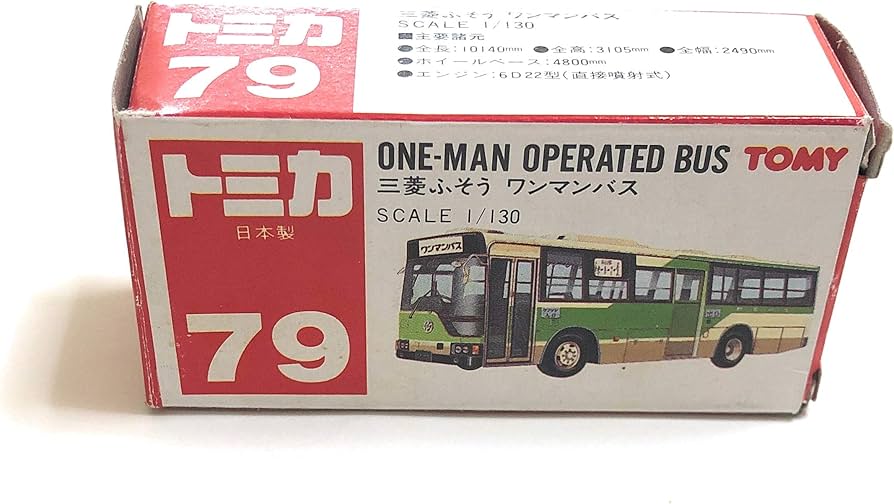 トミカ
79
三菱ふそう ワンマンバス
SCALE 1/130
■主要諸元
●全長:10140mm ●全高:3105mm ●全幅:2490mm
●ホイールベース:4800mm
●エンジン:6D22型(直接噴射式)
トミカ
日本製
79
ONE-MAN OPERATED BUS TOMY
三菱ふそう ワンマンバス
SCALE 1/130
ワンマンバス